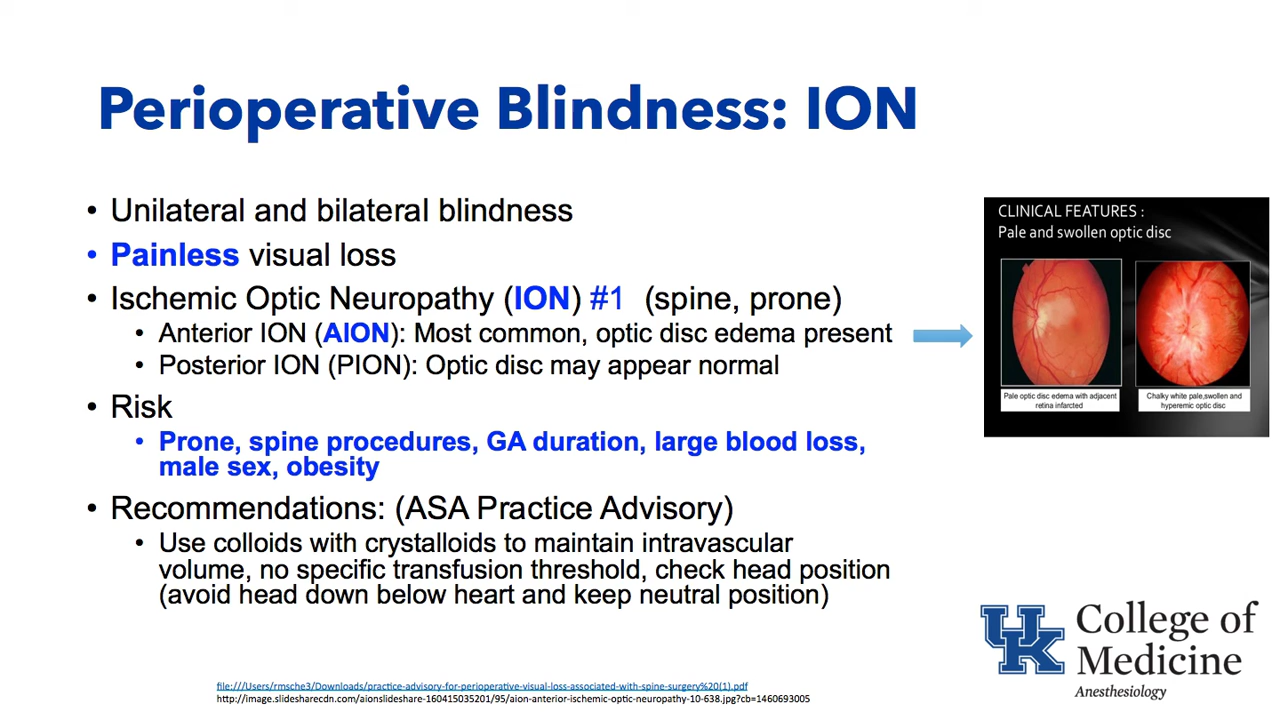 Perioperative Blindness: ION
• Unilateral and bilateral blindness
• Painless visual loss
• Ischemic Optic Neuropathy (ION) #1 (spine, prone)
• Anterior ION (AION): Most common, optic disc edema present
• Posterior ION (PION): Optic disc may appear normal
• Risk
• Prone, spine procedures, GA duration, large blood loss,
male sex, obesity
• Recommendations: (ASA Practice Advisory)
• Use colloids with crystalloids to maintain intravascular
volume, no specific transfusion threshold, check head position
(avoid head down below heart and keep neutral position)
CLINICAL FEATURES :
Pale and swollen optic disc
Pale optic disc edema with adjacent
retina infarcted
Chalky white pale,swollen and
hyperemic optic disc
UK
College of
Medicine
Anesthesiology
file:///Users/rmsche3/Downloads/practice-advisory-for-perioperative-visual-loss-associated-with-spine-surgery%20(1).pdf
http://image.slidesharecdn.com/aionslideshare-160415035201/95/aion-anterior-ischemic-optic-neuropathy-10-638.jpg?cb=1460693005